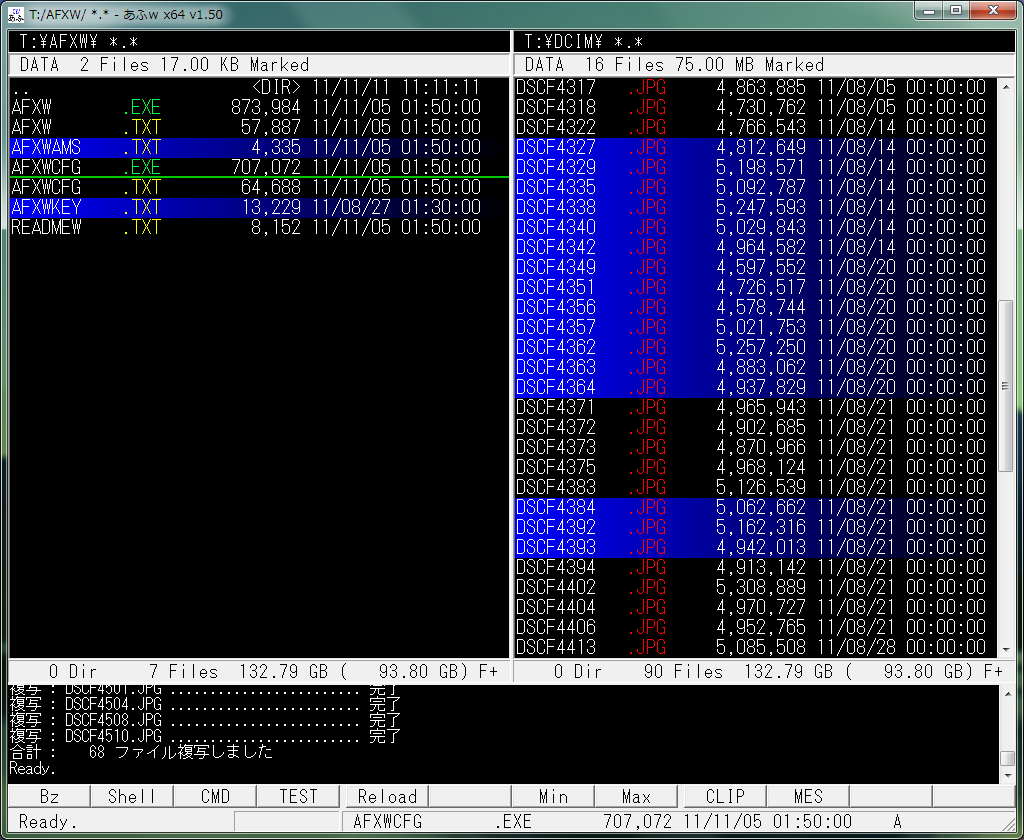 T:/AFXW/ *.* - あふw x64 v1.50
T:¥AFXW¥ *.*
DATA 2 Files 17.00 KB Marked
.. <DIR> 11/11/11 11:11:11
AFXW .EXE 873,984 11/11/05 01:50:00
AFXW .TXT 57,887 11/11/05 01:50:00
AFXWAMS .TXT 4,335 11/11/05 01:50:00
AFXWCFG .EXE 707,072 11/11/05 01:50:00
AFXWCFG .TXT 64,688 11/11/05 01:50:00
AFXWKEY .TXT 13,229 11/08/27 01:30:00
READMEW .TXT 8,152 11/11/05 01:50:00
0 Dir 7 Files 132.79 GB ( 93.80 GB) F+
T:¥DCIM¥ *.*
DATA 16 Files 75.00 MB Marked
DSCF4317 .JPG 4,863,885 11/08/05 00:00:00
DSCF4318 .JPG 4,730,762 11/08/05 00:00:00
DSCF4322 .JPG 4,766,543 11/08/14 00:00:00
DSCF4327 .JPG 4,812,649 11/08/14 00:00:00
DSCF4329 .JPG 5,198,571 11/08/14 00:00:00
DSCF4335 .JPG 5,092,787 11/08/14 00:00:00
DSCF4338 .JPG 5,247,593 11/08/14 00:00:00
DSCF4340 .JPG 5,029,843 11/08/14 00:00:00
DSCF4342 .JPG 4,964,582 11/08/14 00:00:00
DSCF4349 .JPG 4,597,552 11/08/20 00:00:00
DSCF4351 .JPG 4,726,517 11/08/20 00:00:00
DSCF4356 .JPG 4,578,744 11/08/20 00:00:00
DSCF4357 .JPG 5,021,753 11/08/20 00:00:00
DSCF4362 .JPG 5,257,250 11/08/20 00:00:00
DSCF4363 .JPG 4,883,062 11/08/20 00:00:00
DSCF4364 .JPG 4,937,829 11/08/20 00:00:00
DSCF4371 .JPG 4,965,943 11/08/21 00:00:00
DSCF4372 .JPG 4,902,685 11/08/21 00:00:00
DSCF4373 .JPG 4,870,966 11/08/21 00:00:00
DSCF4375 .JPG 4,968,124 11/08/21 00:00:00
DSCF4383 .JPG 5,126,539 11/08/21 00:00:00
DSCF4384 .JPG 5,062,662 11/08/21 00:00:00
DSCF4392 .JPG 5,162,316 11/08/21 00:00:00
DSCF4393 .JPG 4,942,013 11/08/21 00:00:00
DSCF4394 .JPG 4,913,142 11/08/21 00:00:00
DSCF4402 .JPG 5,308,889 11/08/21 00:00:00
DSCF4404 .JPG 4,970,727 11/08/21 00:00:00
DSCF4406 .JPG 4,952,765 11/08/21 00:00:00
DSCF4413 .JPG 5,085,508 11/08/28 00:00:00
0 Dir 90 Files 132.79 GB ( 93.80 GB) F+
複写 : DSCF4501.JPG ........................ 完了
複写 : DSCF4504.JPG ........................ 完了
複写 : DSCF4508.JPG ........................ 完了
複写 : DSCF4510.JPG ........................ 完了
合計 : 68 ファイル複写しました
Ready.
Bz Shell CMD TEST Reload Min Max CLIP MES
Ready. AFXWCFG .EXE 707,072 11/11/05 01:50:00 A